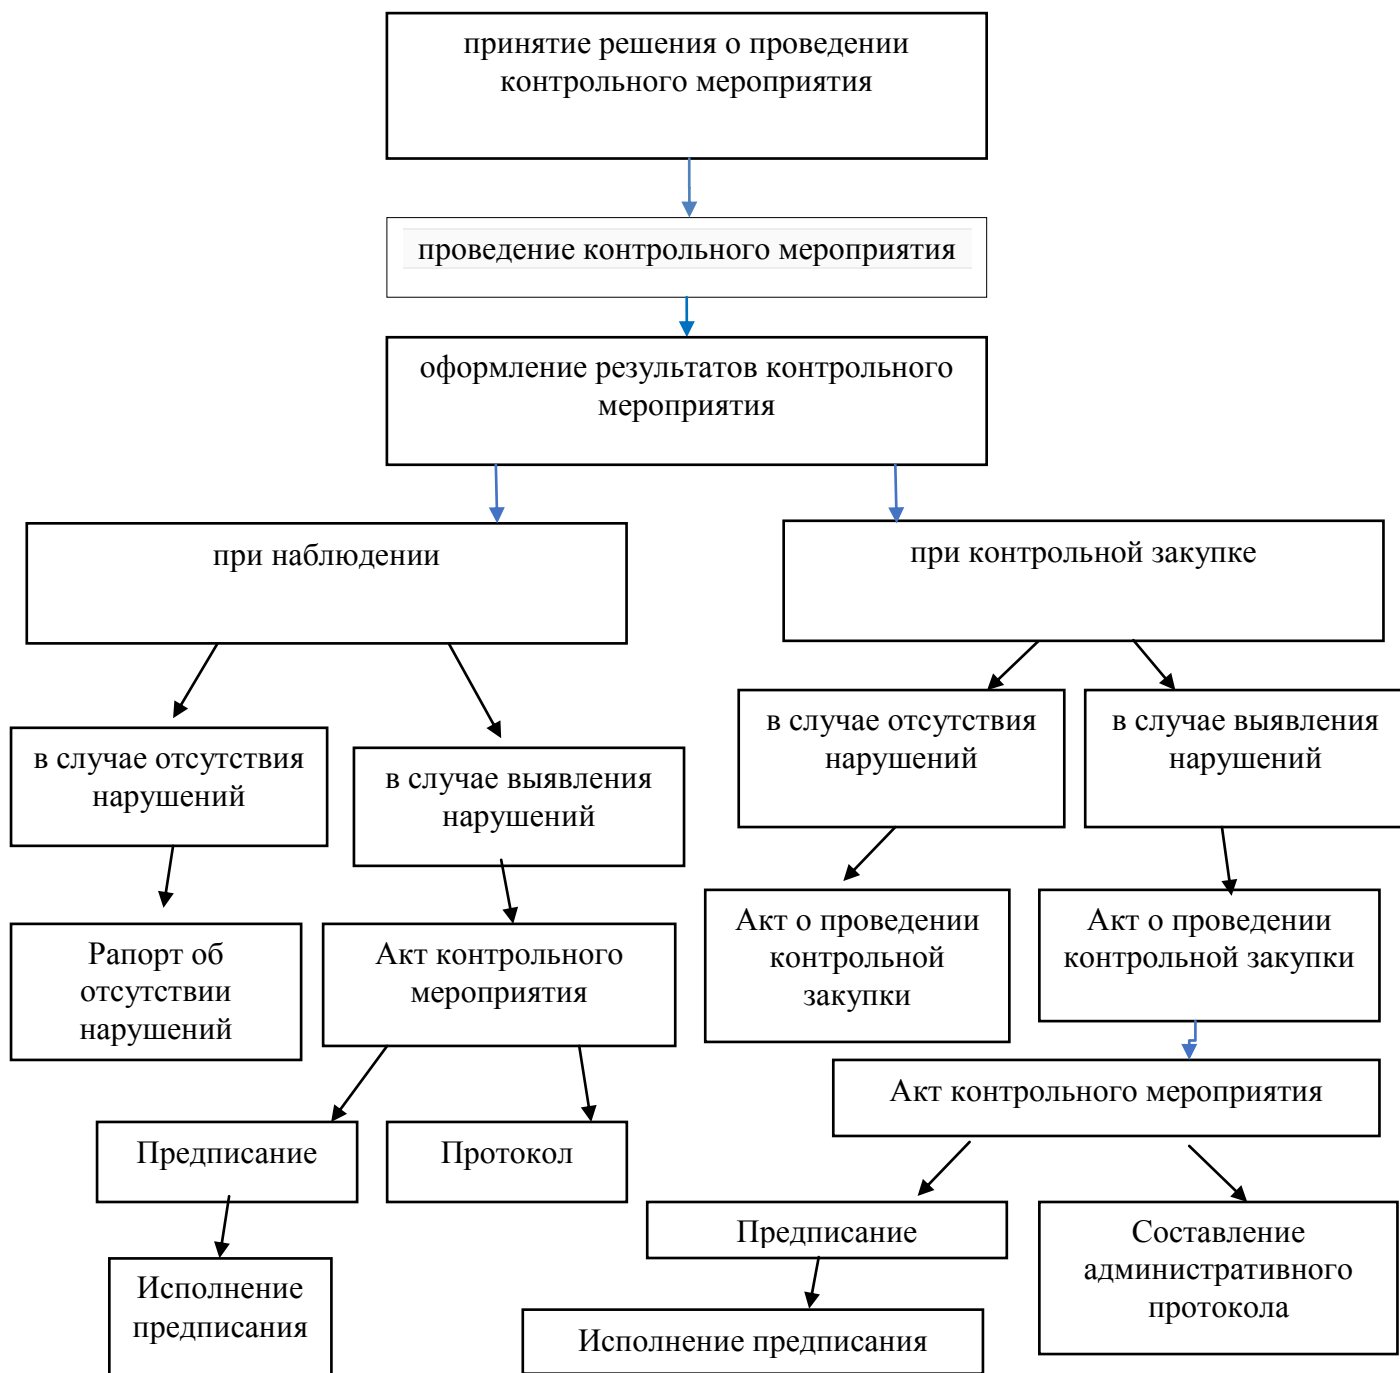 принятие решения о проведении
контрольного мероприятия
проведение контрольного мероприятия
оформление результатов контрольного
мероприятия
при наблюдении
при контрольной закупке
в случае отсутствия
нарушений
в случае выявления
нарушений
в случае отсутствия
нарушений
в случае выявления
нарушений
Рапорт об
отсутствии
нарушений
Акт контрольного
мероприятия
Акт о проведении
контрольной
закупки
Акт о проведении
контрольной закупки
Акт контрольного мероприятия
Предписание
Протокол
Предписание
Составление
административного
протокола
Исполнение
предписания
Исполнение предписания